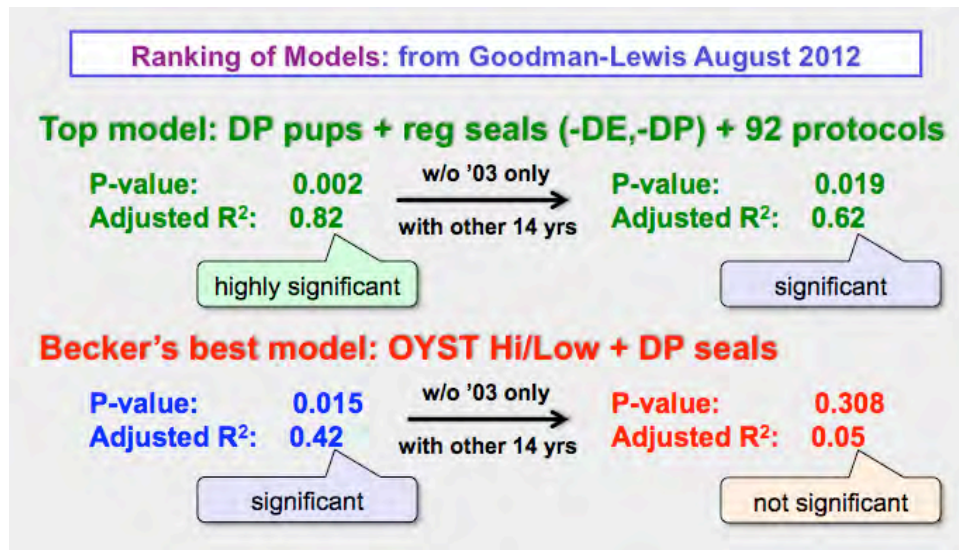 Ranking of Models: from Goodman-Lewis August 2012
Top model: DP pups + reg seals (-DE,-DP) + 92 protocols
P-value: 0.002
Adjusted R²: 0.82
highly significant
w/o '03 only
with other 14 yrs
P-value: 0.019
Adjusted R²: 0.62
significant
Becker's best model: OYST Hi/Low + DP seals
P-value: 0.015
Adjusted R²: 0.42
significant
w/o '03 only
with other 14 yrs
P-value: 0.308
Adjusted R²: 0.05
not significant